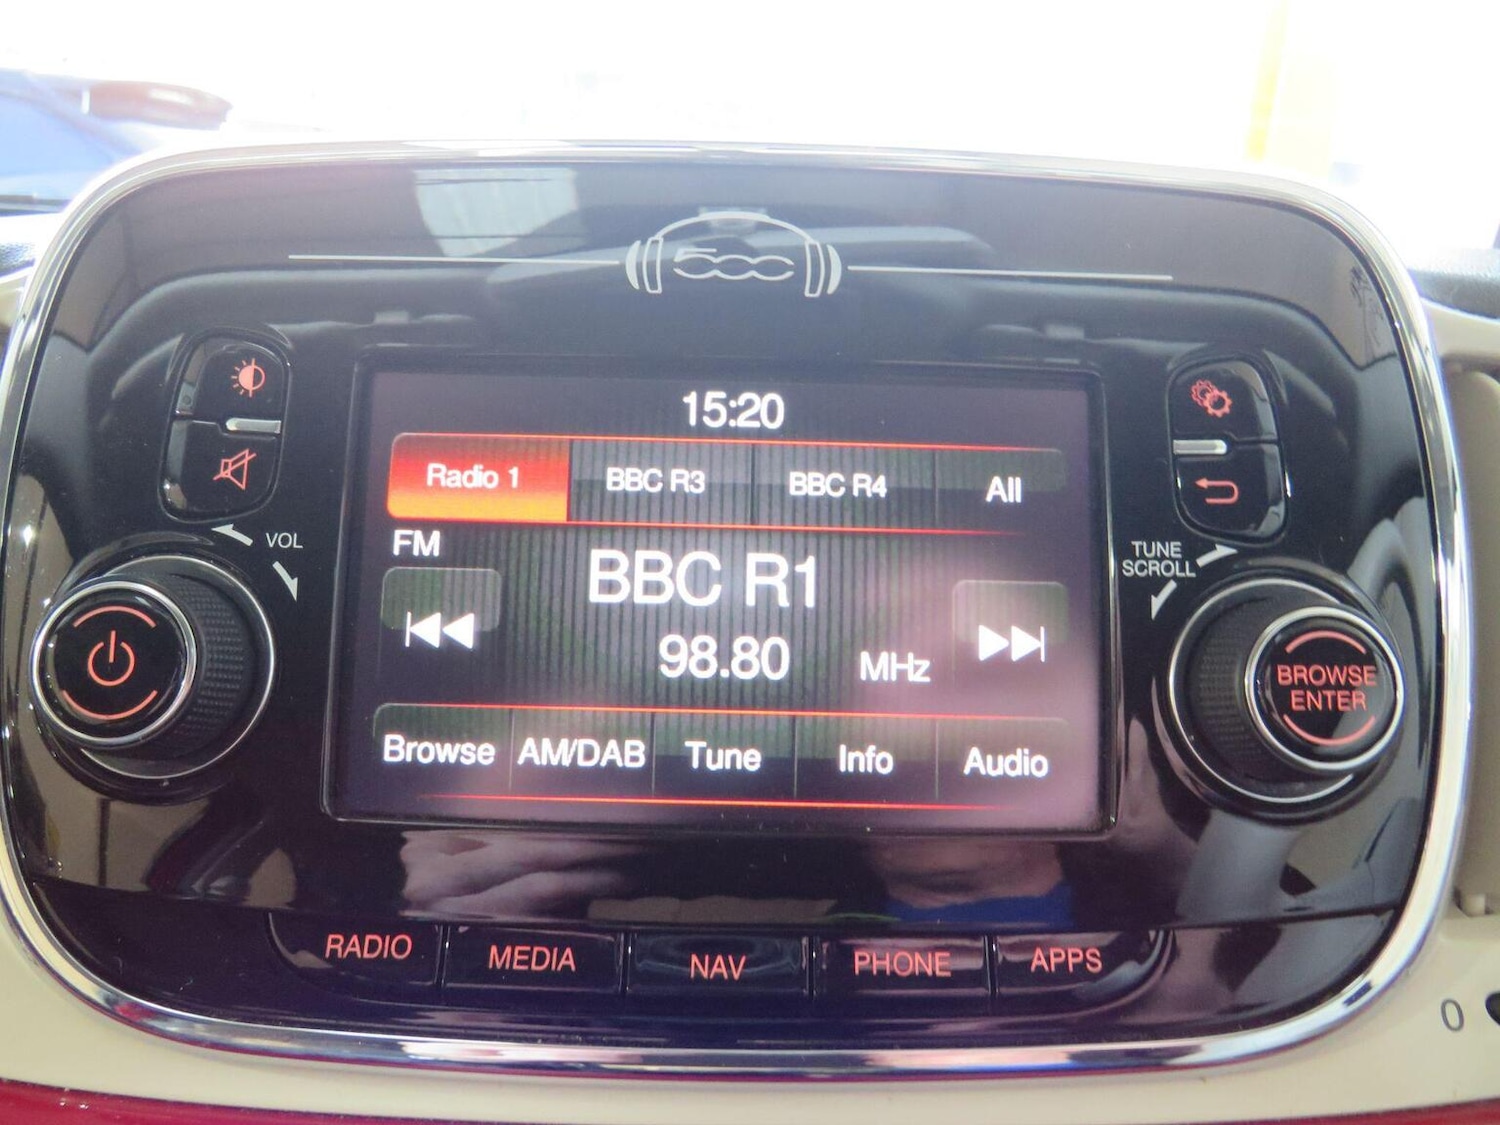 500
15:20
Radio 1 BBC R3 BBC R4 All
FM
BBC R1
98.80 MHz
Browse AM/DAB Tune Info Audio
VOL
TUNE
SCROLL
BROWSE
ENTER
RADIO MEDIA NAV PHONE APPS
0